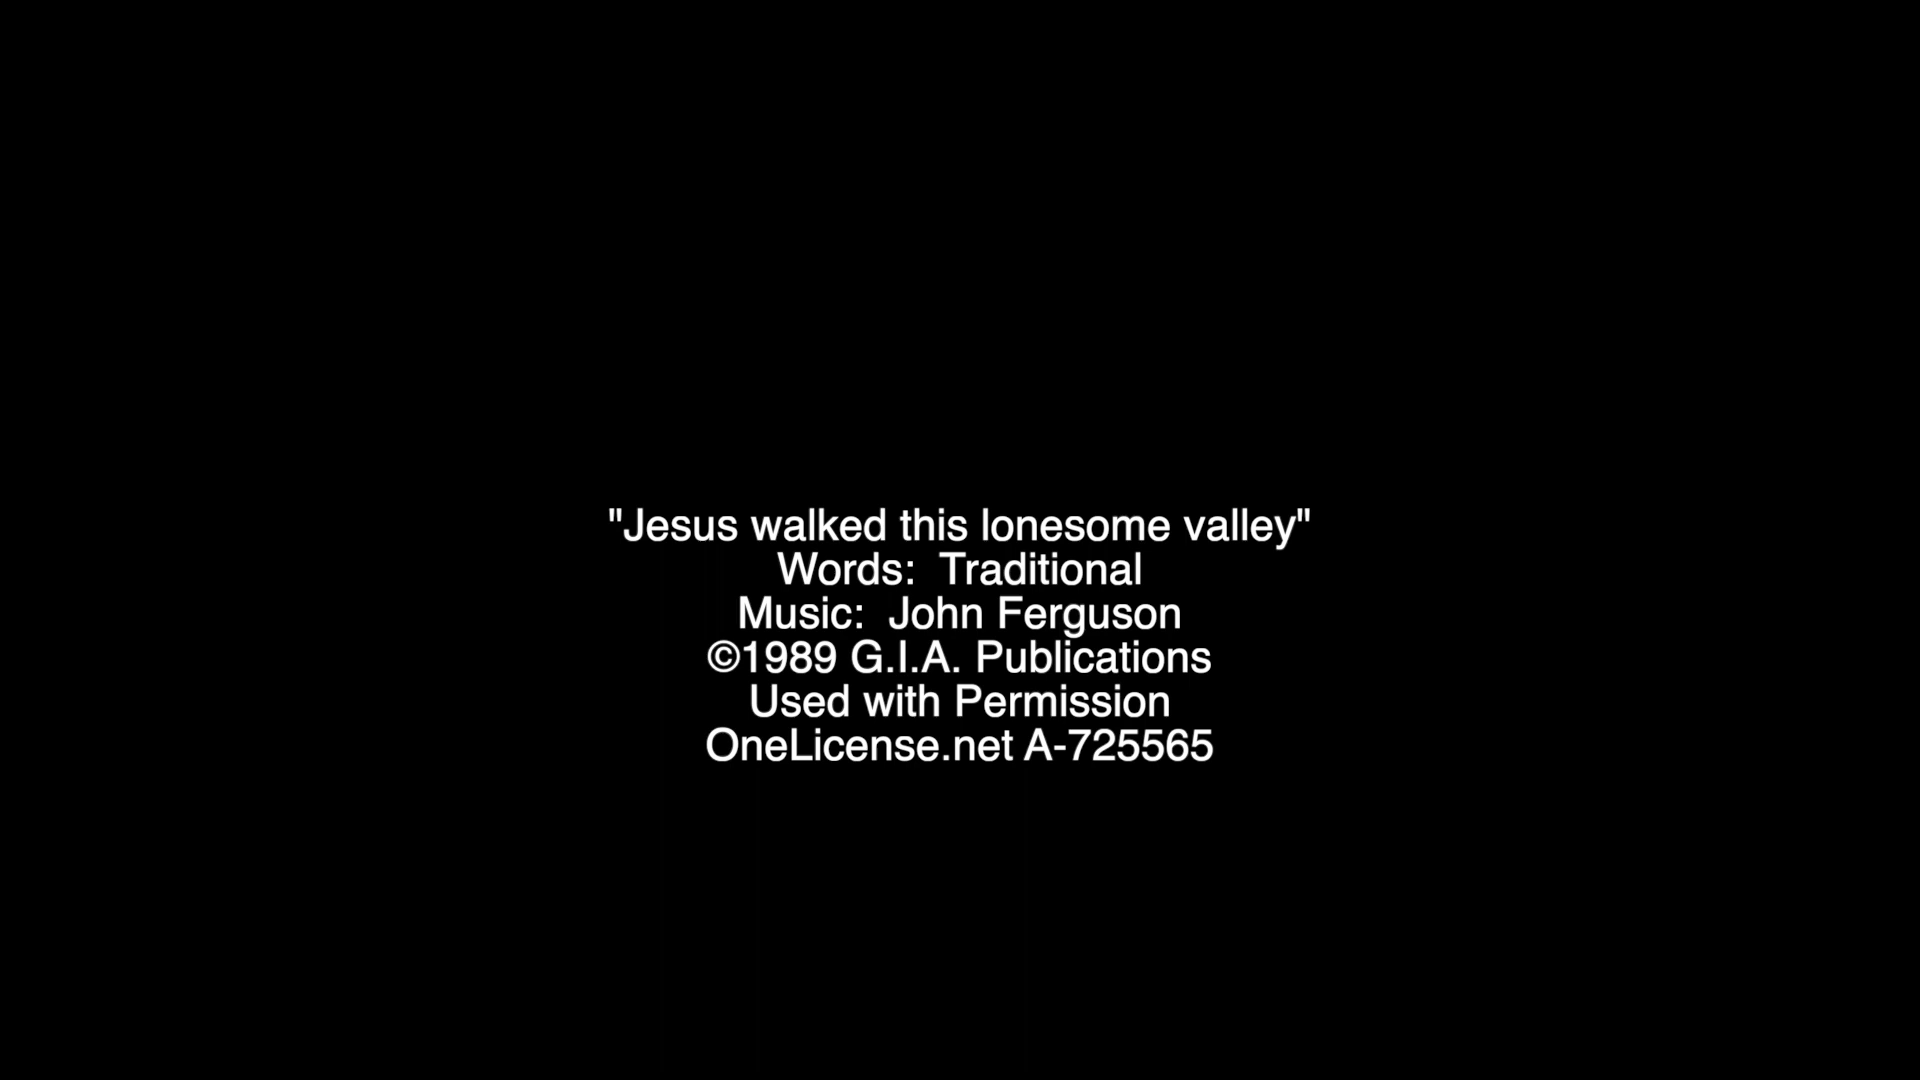 "Jesus walked this lonesome valley"
Words:  Traditional
Music:  John Ferguson
©1989 G.I.A. Publications
Used with Permission
OneLicense.net A-725565